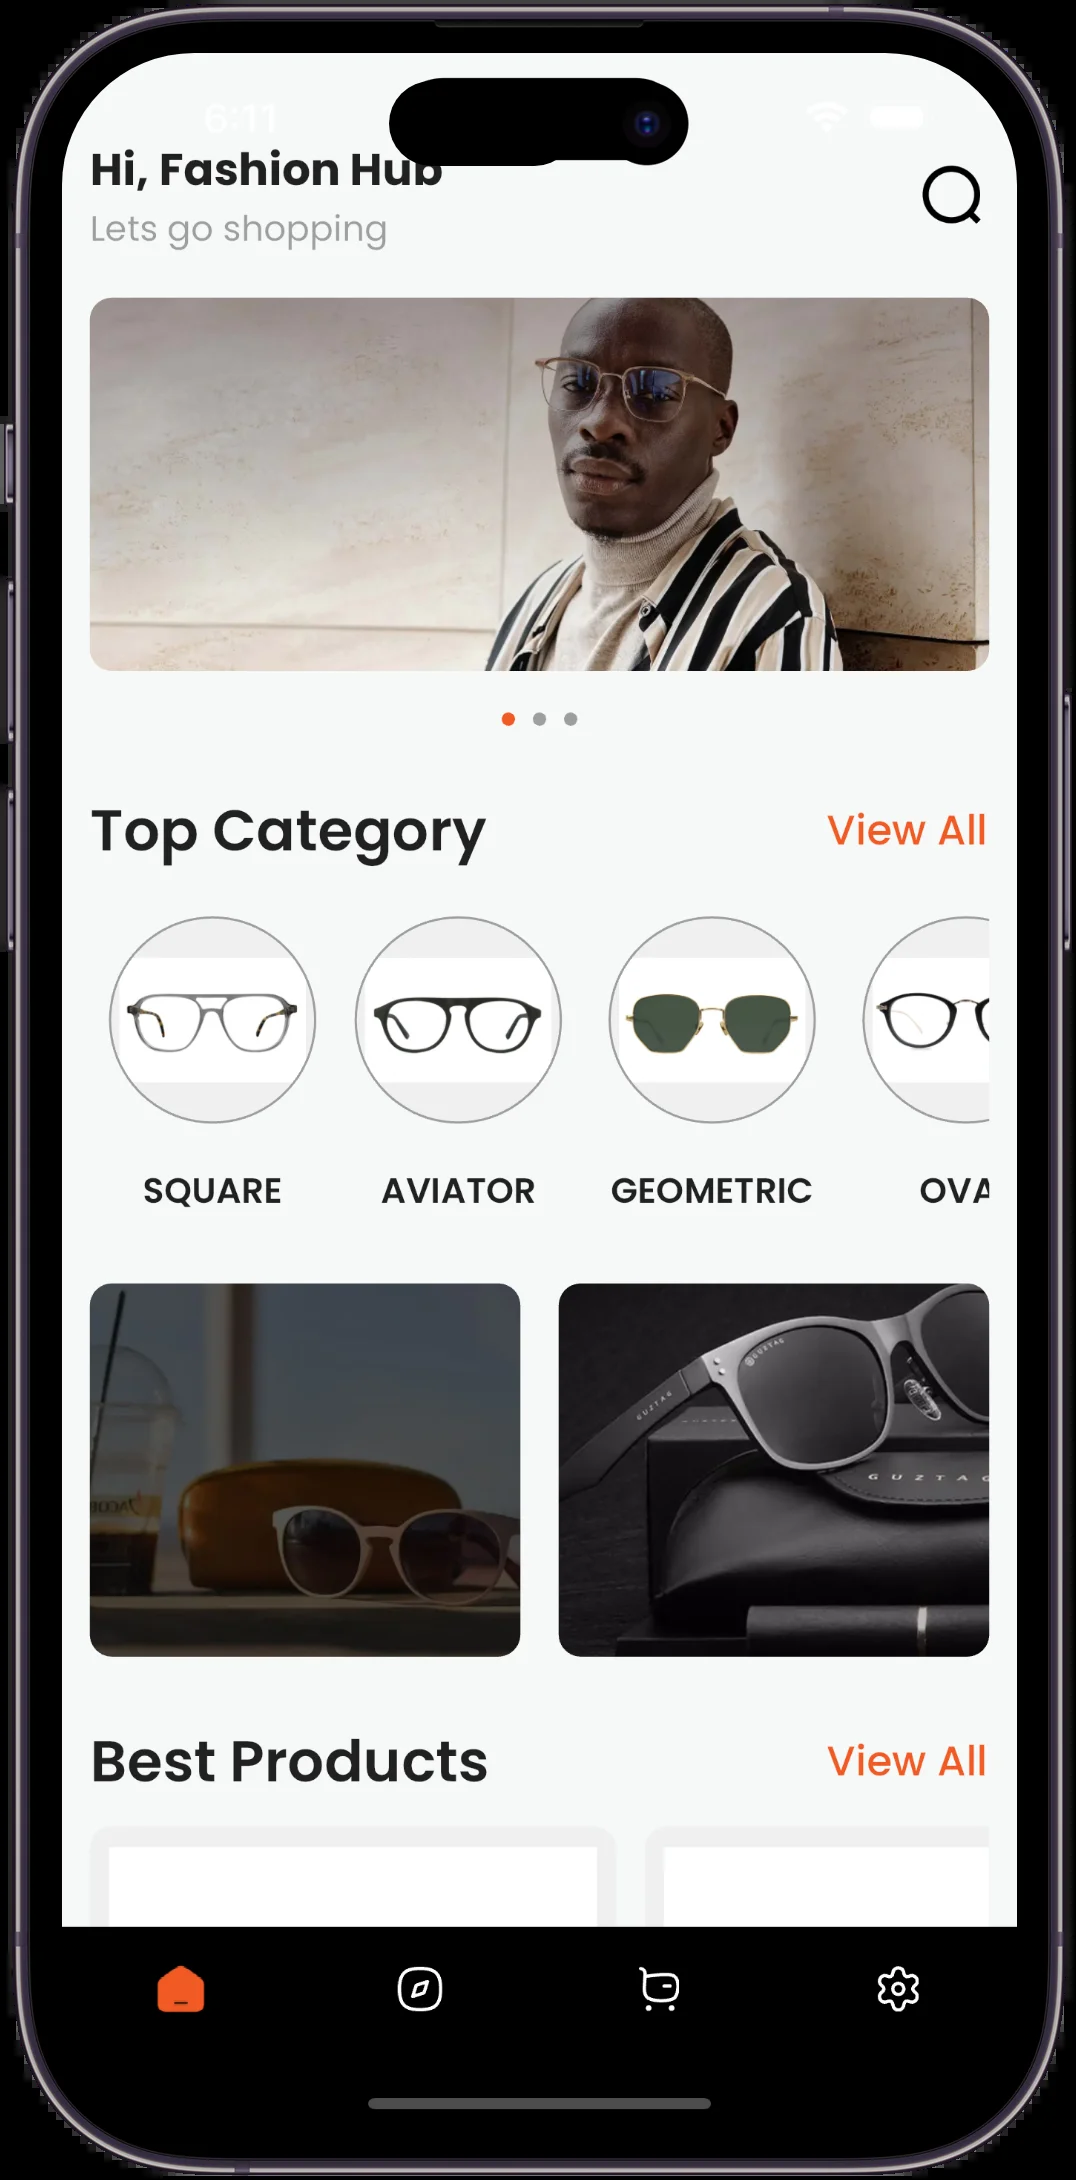 6:11
Hi, Fashion Hub
Lets go shopping
Top Category
View All
SQUARE
AVIATOR
GEOMETRIC
OVA
GUZTAG
GUZTAG
GUZTAG
Best Products
View All